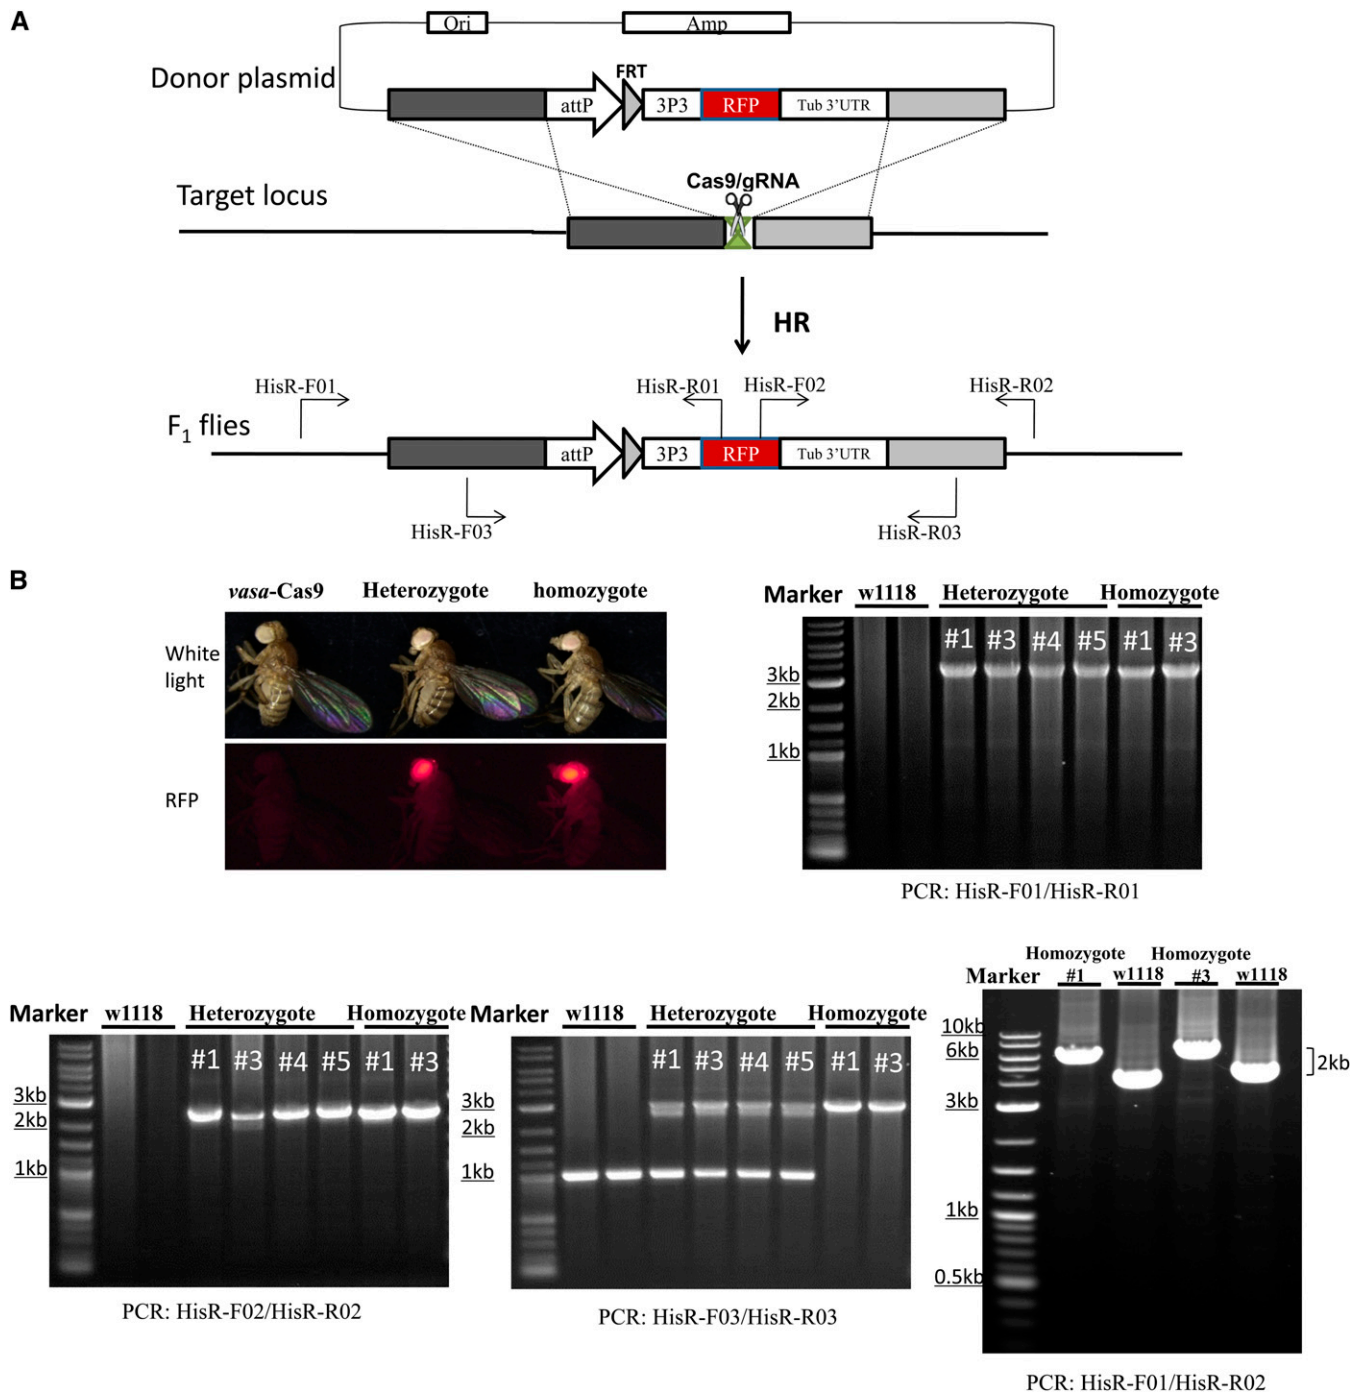 A
Ori
Amp
Donor plasmid
FRT
attP
3P3
RFP
Tub 3'UTR
Cas9/gRNA
Target locus
HR
HisR-F01
HisR-R01
HisR-F02
HisR-R02
F1 flies
attP
3P3
RFP
Tub 3'UTR
HisR-F03
HisR-R03
B
vasa-Cas9
Heterozygote
homozygote
White
light
RFP
Marker
w1118
Heterozygote
Homozygote
#1
#3
#4
#5
#1
#3
3kb
2kb
1kb
PCR: HisR-F01/HisR-R01
Marker
w1118
Heterozygote
Homozygote
#1
#3
#4
#5
#1
#3
3kb
2kb
1kb
PCR: HisR-F02/HisR-R02
Marker
w1118
Heterozygote
Homozygote
#1
#3
#4
#5
#1
#3
3kb
2kb
1kb
PCR: HisR-F03/HisR-R03
Homozygote
Homozygote
Marker
#1
w1118
#3
w1118
10kb
6kb
3kb
1kb
0.5kb
2kb
PCR: HisR-F01/HisR-R02